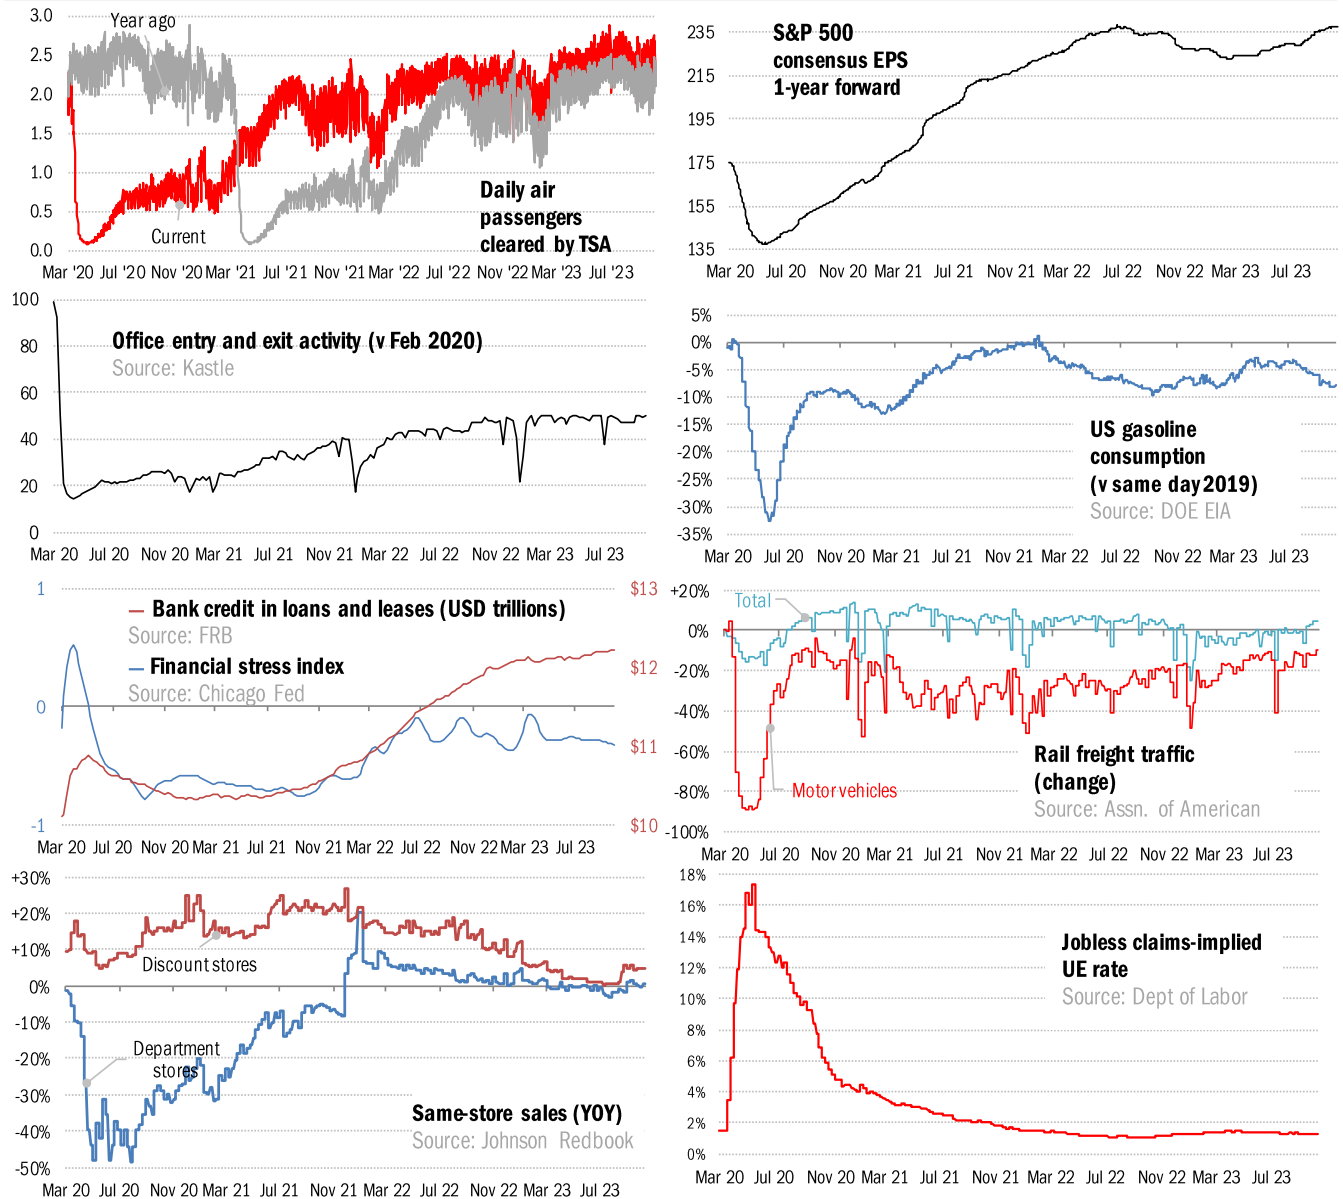 3.0
2.5
2.0
1.5
1.0
0.5
0.0
Year ago
Current
Daily air
passengers
cleared by TSA
Mar '20 Jul '20 Nov '20 Mar '21 Jul '21 Nov '21 Mar '22 Jul '22 Nov '22 Mar '23 Jul '23
235
215
195
175
155
135
S&P 500
consensus EPS
1-year forward
Mar 20 Jul 20 Nov 20 Mar 21 Jul 21 Nov 21 Mar 22 Jul 22 Nov 22 Mar 23 Jul 23
100
80
60
40
20
0
Office entry and exit activity (v Feb 2020)
Source: Kastle
Mar 20 Jul 20 Nov 20 Mar 21 Jul 21 Nov 21 Mar 22 Jul 22 Nov 22 Mar 23 Jul 23
5%
0%
-5%
-10%
-15%
-20%
-25%
-30%
-35%
US gasoline
consumption
(v same day 2019)
Source: DOE EIA
Mar 20 Jul 20 Nov 20 Mar 21 Jul 21 Nov 21 Mar 22 Jul 22 Nov 22 Mar 23 Jul 23
1
0
-1
Bank credit in loans and leases (USD trillions)
Source: FRB
Financial stress index
Source: Chicago Fed
$13
$12
$11
$10
Mar 20 Jul 20 Nov 20 Mar 21 Jul 21 Nov 21 Mar 22 Jul 22 Nov 22 Mar 23 Jul 23
+20%
0%
-20%
-40%
-60%
-80%
-100%
Total
Motor vehicles
Rail freight traffic
(change)
Source: Assn. of American
Mar 20 Jul 20 Nov 20 Mar 21 Jul 21 Nov 21 Mar 22 Jul 22 Nov 22 Mar 23 Jul 23
+30%
+20%
+10%
0%
-10%
-20%
-30%
-40%
-50%
Discount stores
Department
stores
Same-store sales (YOY)
Source: Johnson Redbook
Mar 20 Jul 20 Nov 20 Mar 21 Jul 21 Nov 21 Mar 22 Jul 22 Nov 22 Mar 23 Jul 23
18%
16%
14%
12%
10%
8%
6%
4%
2%
0%
Jobless claims-implied
UE rate
Source: Dept of Labor
Mar 20 Jul 20 Nov 20 Mar 21 Jul 21 Nov 21 Mar 22 Jul 22 Nov 22 Mar 23 Jul 23